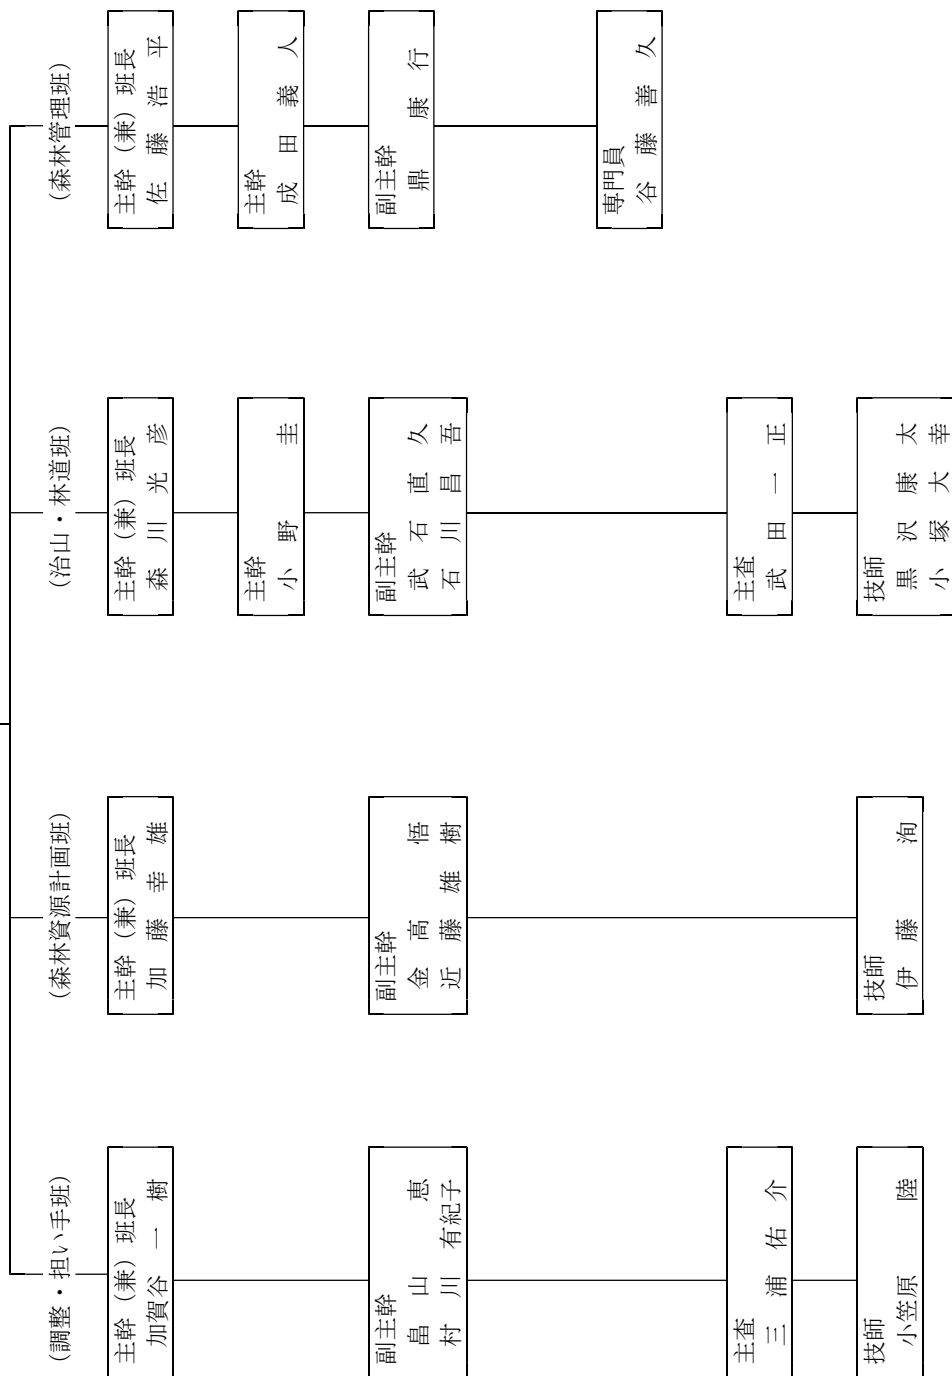 (調整・担い手班)
主幹(兼)班長
加賀谷 一 樹
副主幹
畠 山 恵
村 川 有紀子
主査
三 浦 佑 介
技師
小笠原 陸
(森林資源計画班)
主幹(兼)班長
加 藤 幸 雄
副主幹
金 高 悟
近 藤 雄 樹
技師
伊 藤 洵
(治山・林道班)
主幹(兼)班長
森 川 光 彦
主幹
小 野 圭
副主幹
武 石 直 久
石 川 昌 吾
主査
武 田 一 正
技師
黒 沢 康 太
小 塚 大 幸
(森林管理班)
主幹(兼)班長
佐 藤 浩 平
主幹
成 田 義 人
副主幹
鼎 康 行
専門員
谷 藤 善 久